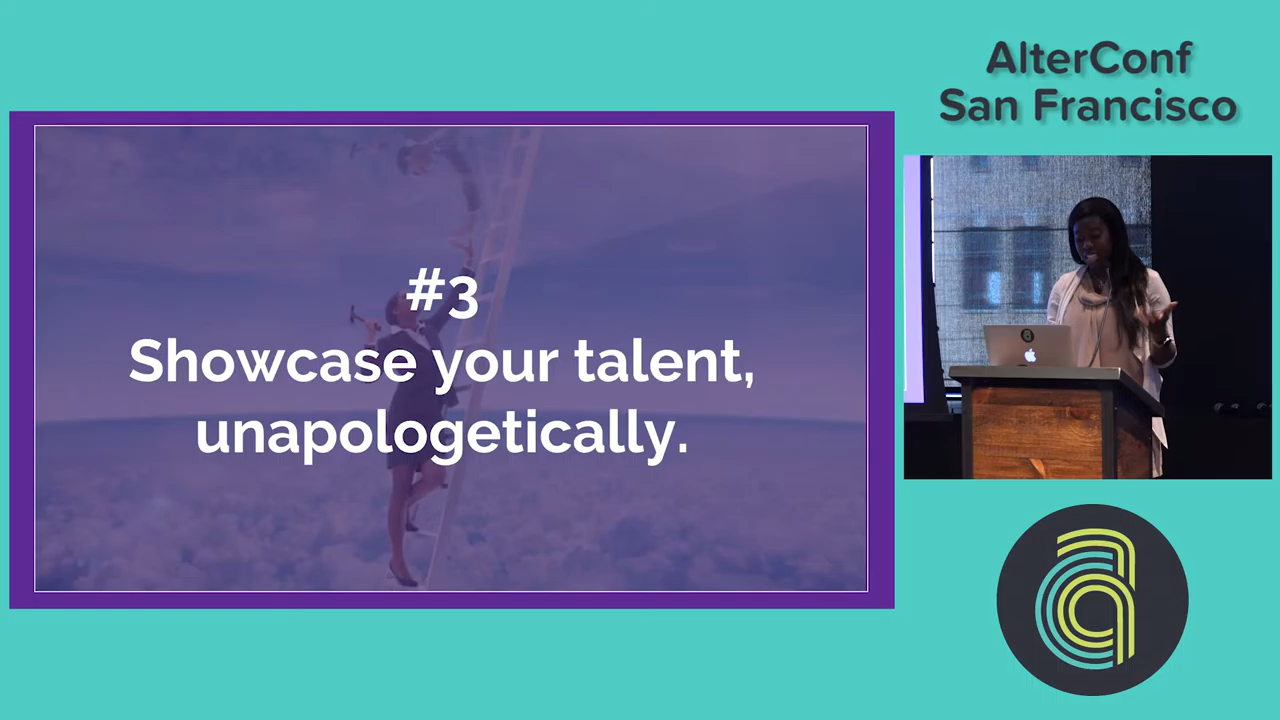 AlterConf
San Francisco
#3
Showcase your talent,
unapologetically.